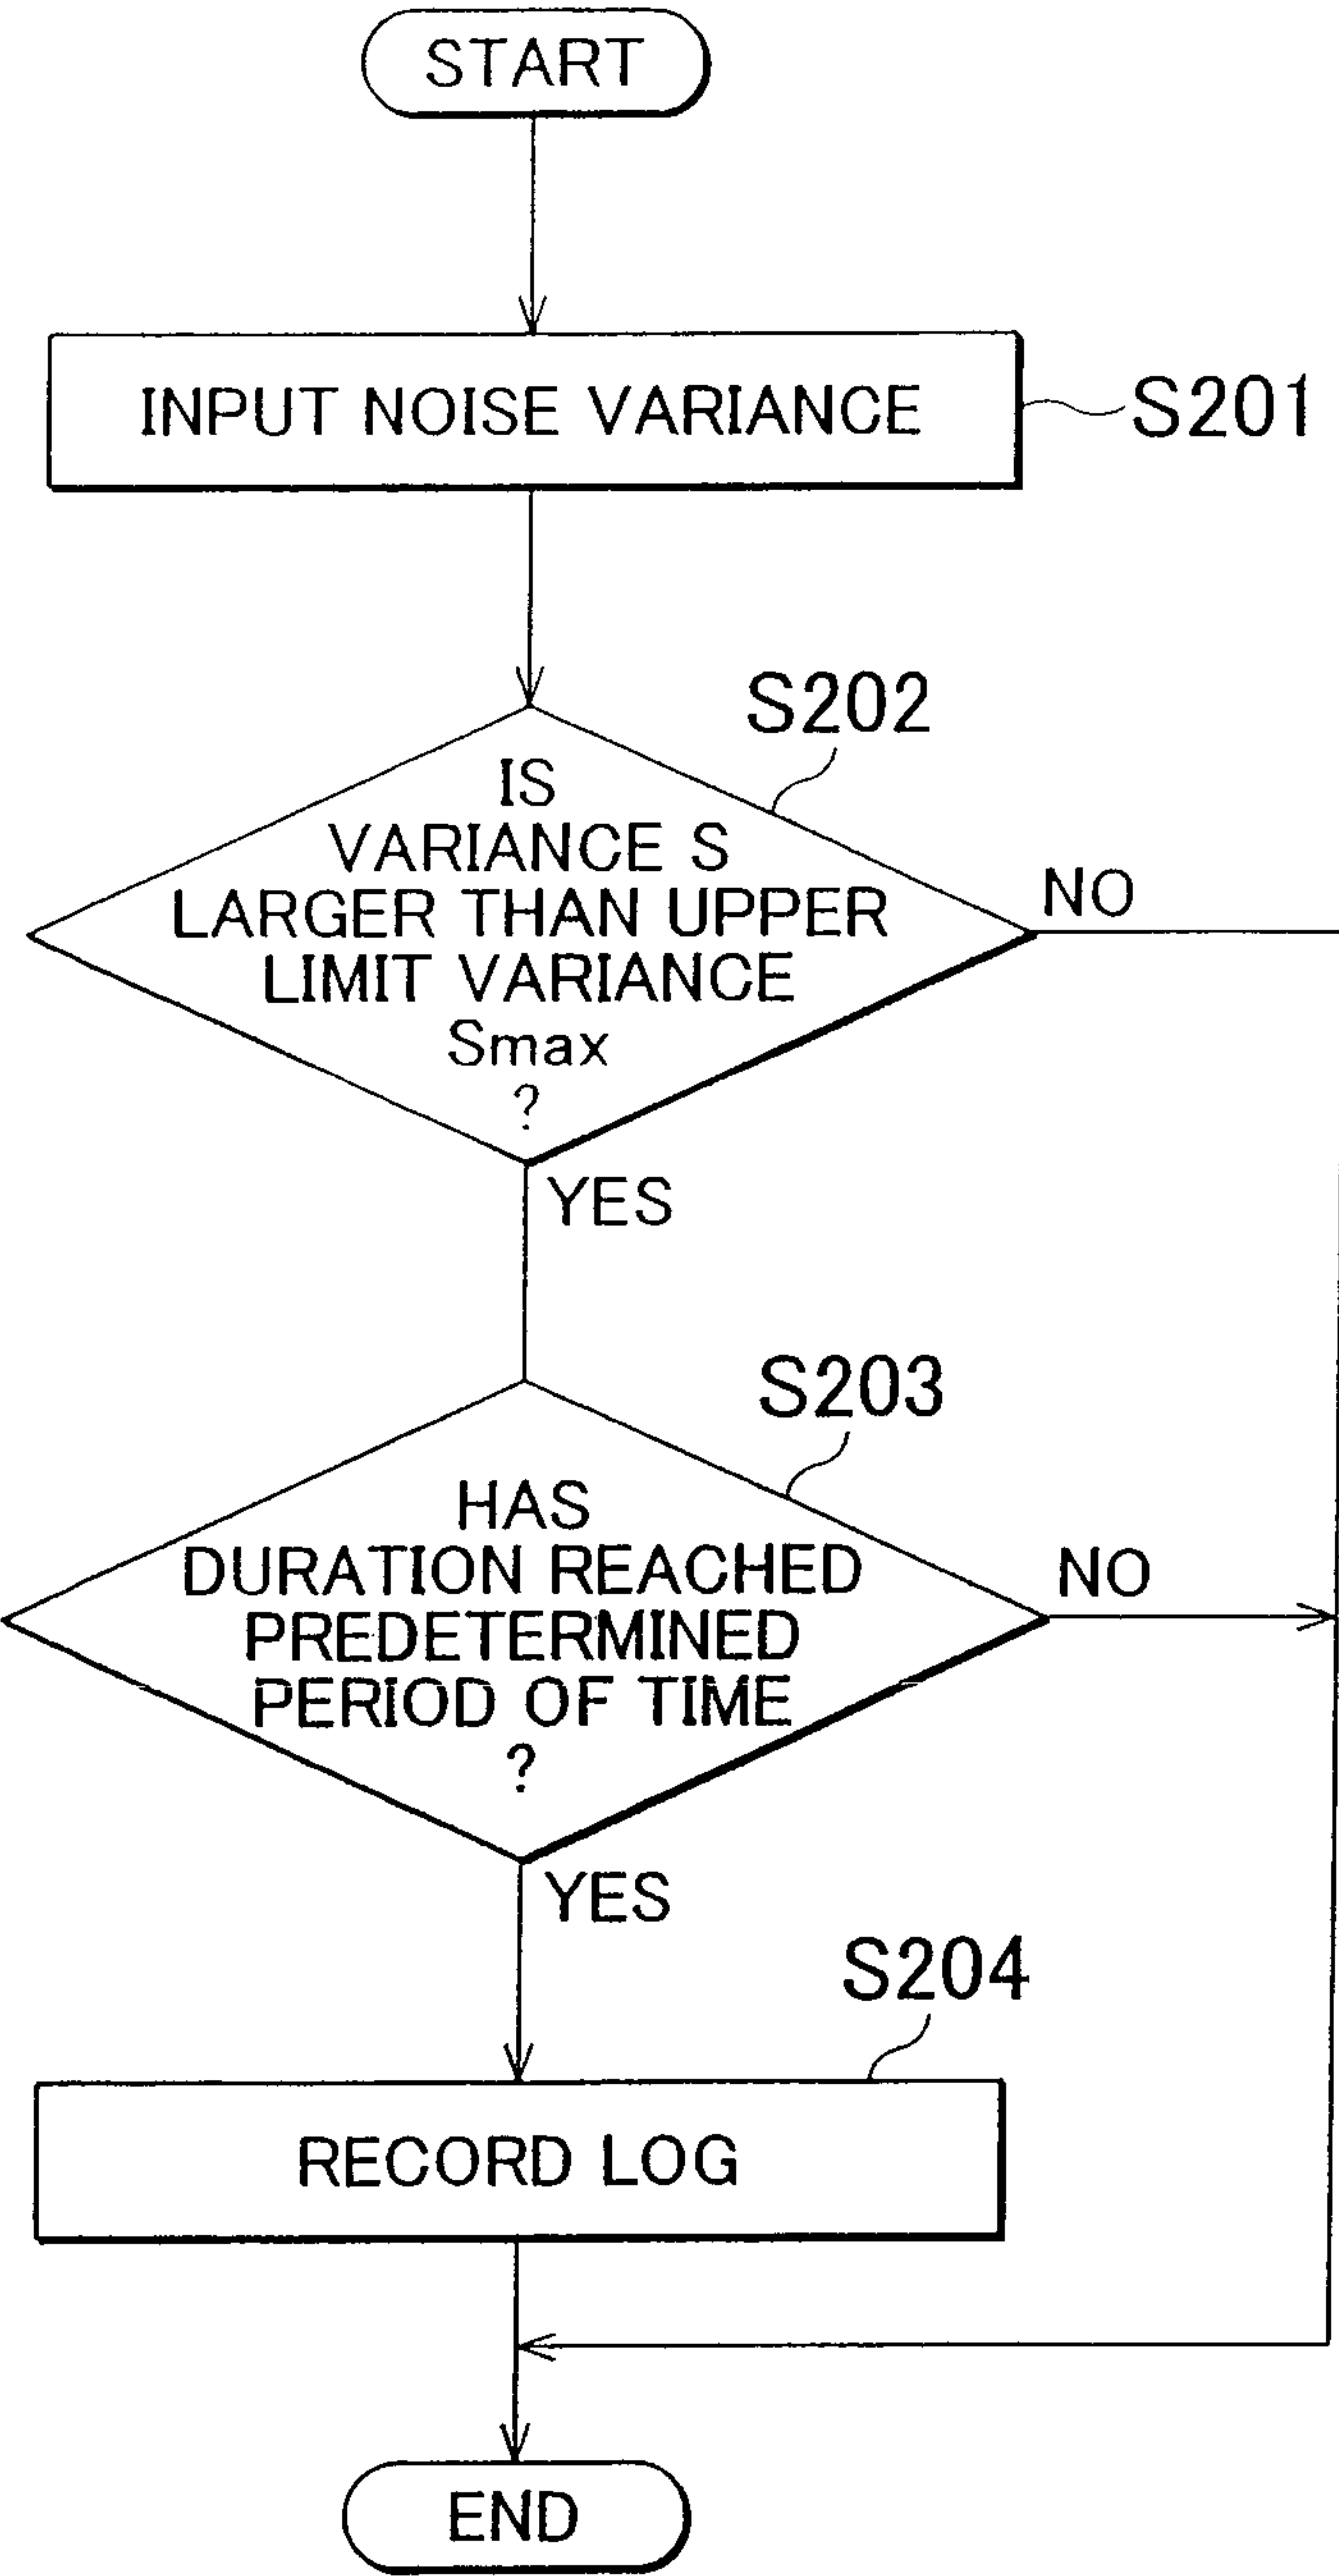 START
INPUT NOISE VARIANCE
S201
S202
IS
VARIANCE S
LARGER THAN UPPER
LIMIT VARIANCE
Smax
?
NO
YES
S203
HAS
DURATION REACHED
PREDETERMINED
PERIOD OF TIME
?
NO
YES
S204
RECORD LOG
END